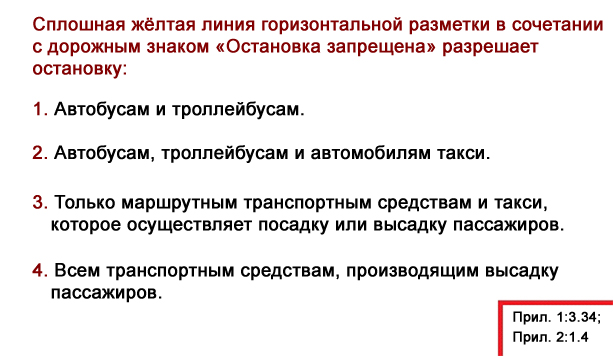 Сплошная жёлтая линия горизонтальной разметки в сочетании
с дорожным знаком «Остановка запрещена» разрешает
остановку:
1. Автобусам и троллейбусам.
2. Автобусам, троллейбусам и автомобилям такси.
3. Только маршрутным транспортным средствам и такси,
которое осуществляет посадку или высадку пассажиров.
4. Всем транспортным средствам, производящим высадку
пассажиров.
Прил. 1:3.34;
Прил. 2:1.4